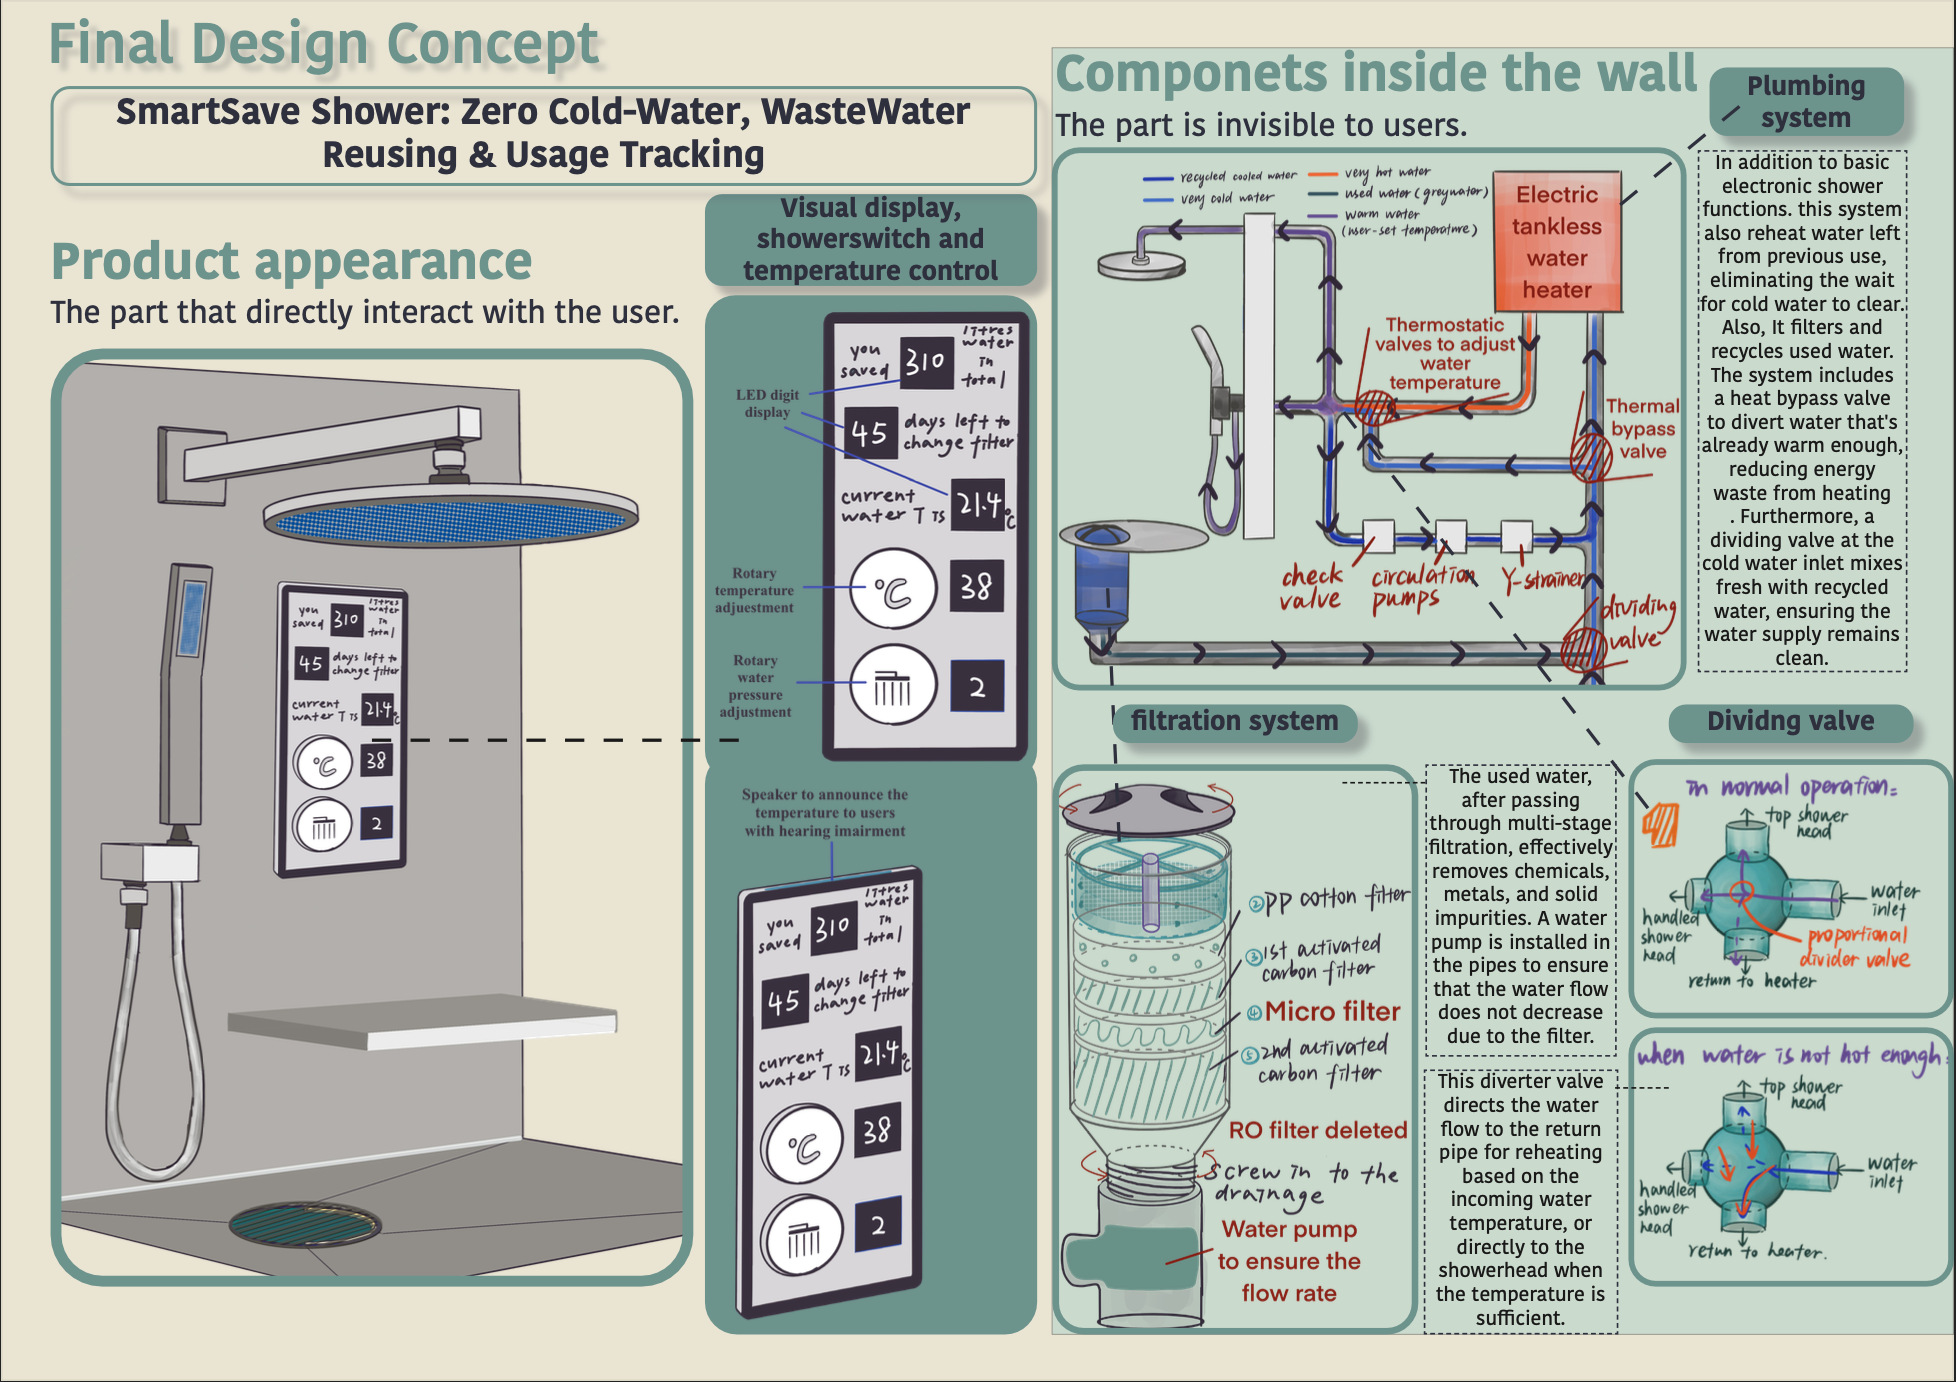 Final Design Concept
SmartSave Shower: Zero Cold-Water, WasteWater
Reusing & Usage Tracking
Product appearance
The part that directly interact with the user.
you
saved
310
litres
water
in
total
45
days left to
change filter
current
water T is
21.4
°C
°C
38
2
Visual display,
showerswitch and
temperature control
you
saved
310
litres
water
in
total
LED digit
display
45
days left to
change filter
current
water T is
21.4
°C
Rotary
temperature
adjuestment
°C
38
Rotary
water
pressure
adjustment
2
Speaker to announce the
temperature to users
with hearing imairment
you
saved
310
litres
water
in
total
45
days left to
change filter
current
water T is
21.4
°C
°C
38
2
Componets inside the wall
The part is invisible to users.
Plumbing
system
recycled cooled water
very cold water
very hot water
used water (greywater)
warm water
(user-set temperature)
Electric
tankless
water
heater
Thermostatic
valves to adjust
water
temperature
Thermal
bypass
valve
check
valve
circulation
pumps
Y-strainer
dividing
valve
In addition to basic
electronic shower
functions. this system
also reheat water left
from previous use,
eliminating the wait
for cold water to clear.
Also, It filters and
recycles used water.
The system includes
a heat bypass valve
to divert water that's
already warm enough,
reducing energy
waste from heating
. Furthermore, a
dividing valve at the
cold water inlet mixes
fresh with recycled
water, ensuring the
water supply remains
clean.
filtration system
②PP cotton filter
③1st activated
carbon filter
④Micro filter
⑤2nd activated
carbon filter
RO filter deleted
Screw in to the
drainage
Water pump
to ensure the
flow rate
The used water,
after passing
through multi-stage
filtration, effectively
removes chemicals,
metals, and solid
impurities. A water
pump is installed in
the pipes to ensure
that the water flow
does not decrease
due to the filter.
This diverter valve
directs the water
flow to the return
pipe for reheating
based on the
incoming water
temperature, or
directly to the
showerhead when
the temperature is
sufficient.
Dividng valve
in normal operation:
top shower
head
water
inlet
handled
shower
head
proportional
divider valve
return to heater
when water is not hot enough:
top shower
head
water
inlet
handled
shower
head
retun to heater.